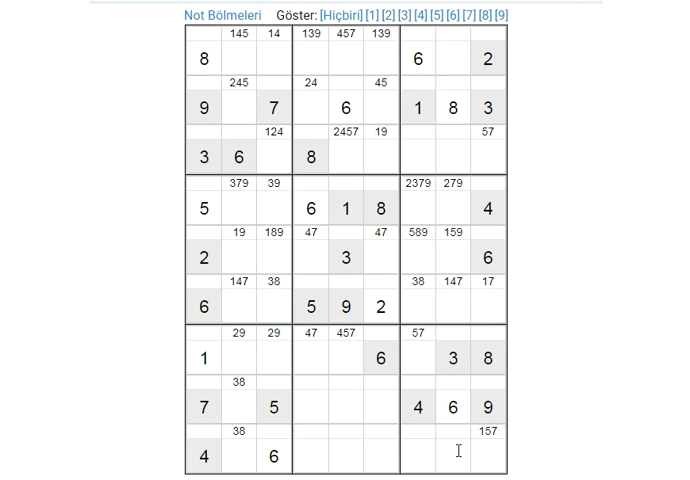 Not Bölmeleri Göster: [Hiçbiri] [1] [2] [3] [4] [5] [6] [7] [8] [9]
145 14 139 457 139
8 6 2
245 24 45
9 7 6 1 8 3
124 2457 19 57
3 6 8
379 39 2379 279
5 6 1 8 4
19 189 47 47 589 159
2 3 6
147 38 38 147 17
6 5 9 2
29 29 47 457 57
1 6 3 8
38
7 5 4 6 9
38 157
4 6